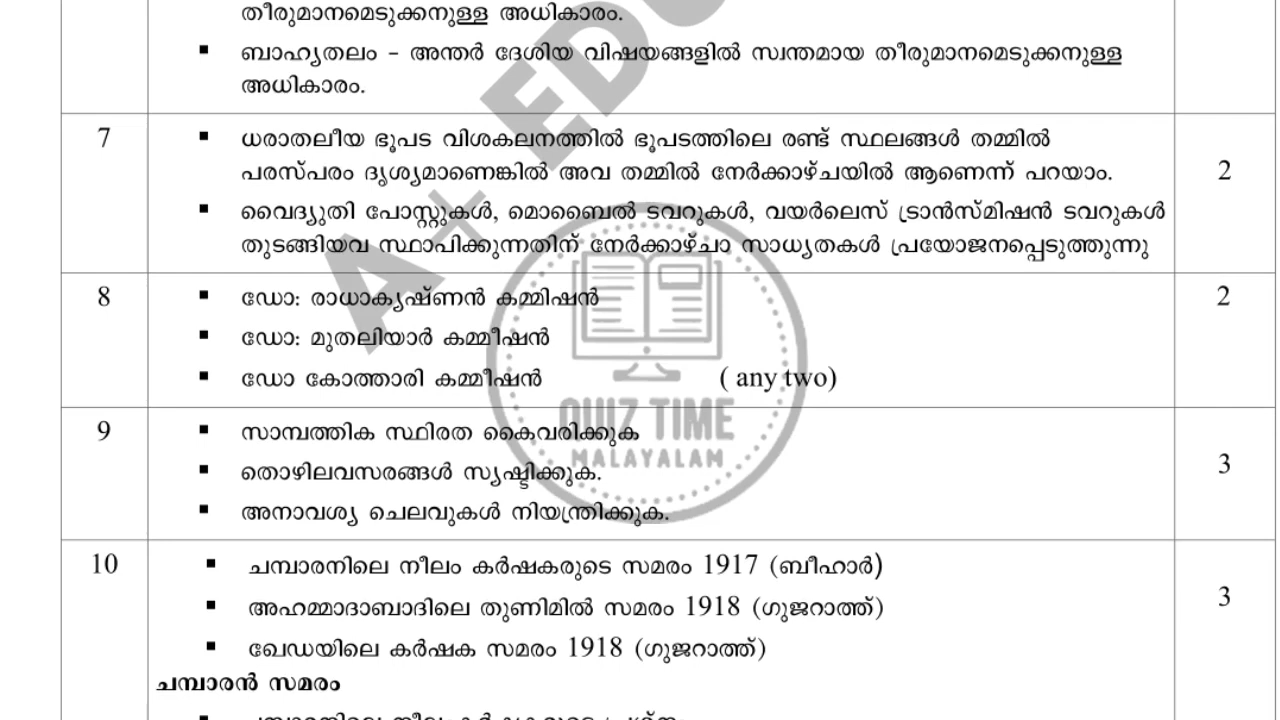 തീരുമാനമെടുക്കനുള്ള അധികാരം.
▪ ബാഹ്യതലം – അന്തർ ദേശിയ വിഷയങ്ങളിൽ സ്വന്തമായ തീരുമാനമെടുക്കനുള്ള
അധികാരം.
7
▪ ധരാതലീയ ഭൂപട വിശകലനത്തിൽ ഭൂപടത്തിലെ രണ്ട് സ്ഥലങ്ങൾ തമ്മിൽ
പരസ്പരം ദൃശ്യമാണെങ്കിൽ അവ തമ്മിൽ നേർക്കാഴ്ചയിൽ ആണെന്ന് പറയാം.
2
▪ വൈദ്യുതി പോസ്റ്റുകൾ, മൊബൈൽ ടവറുകൾ, വയർലെസ് ട്രാൻസ്മിഷൻ ടവറുകൾ
തുടങ്ങിയവ സ്ഥാപിക്കുന്നതിന് നേർക്കാഴ്ചാ സാധ്യതകൾ പ്രയോജനപ്പെടുത്തുന്നു
8
▪ ഡോ: രാധാകൃഷ്ണൻ കമ്മിഷൻ
2
▪ ഡോ: മുതലിയാർ കമ്മീഷൻ
▪ ഡോ കോത്താരി കമ്മീഷൻ ( any two)
9
▪ സാമ്പത്തിക സ്ഥിരത കൈവരിക്കുക
▪ തൊഴിലവസരങ്ങൾ സൃഷ്ടിക്കുക.
3
▪ അനാവശ്യ ചെലവുകൾ നിയന്ത്രിക്കുക.
10
▪ ചമ്പാരനിലെ നീലം കർഷകരുടെ സമരം 1917 (ബീഹാർ)
▪ അഹമ്മാദാബാദിലെ തുണിമിൽ സമരം 1918 (ഗുജറാത്ത്)
3
▪ ഖേഡയിലെ കർഷക സമരം 1918 (ഗുജറാത്ത്)
ചമ്പാരൻ സമരം
A+ EDU
QUIZ TIME
MALAYALAM